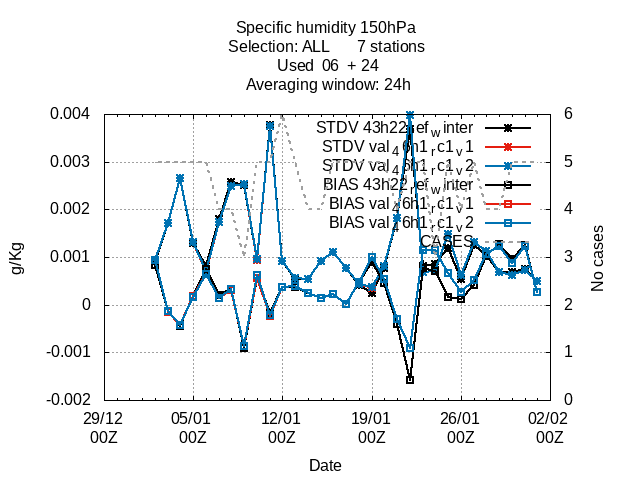 Specific humidity 150hPa
Selection: ALL 7 stations
Used 06 + 24
Averaging window: 24h
0.004
0.003
0.002
0.001
0
-0.001
-0.002
g/Kg
STDV 43h22_ref_winter
STDV val_46h1_rc1_v1
STDV val_46h1_rc1_v2
BIAS 43h22_ref_winter
BIAS val_46h1_rc1_v1
BIAS val_46h1_rc1_v2
CASES
6
5
4
3
2
1
0
No cases
29/12 05/01 12/01 19/01 26/01 02/02
00Z 00Z 00Z 00Z 00Z 00Z
Date